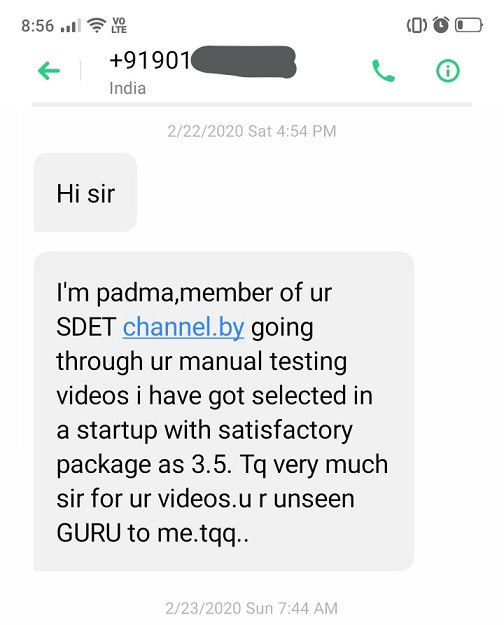 8:56 VO LTE
+91901
India
2/22/2020 Sat 4:54 PM
Hi sir
I'm padma,member of ur
SDET channel.by going
through ur manual testing
videos i have got selected in
a startup with satisfactory
package as 3.5. Tq very much
sir for ur videos.u r unseen
GURU to me.tqq..
2/23/2020 Sun 7:44 AM